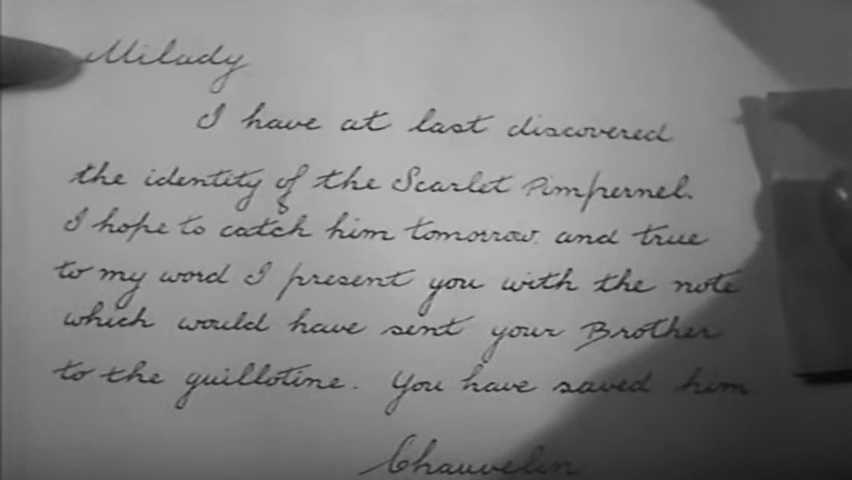 Milady
I have at last discovered
the identity of the Scarlet Pimpernel.
I hope to catch him tomorrow, and true
to my word I present you with the note
which would have sent your Brother
to the guillotine. You have saved him
Chauvelin